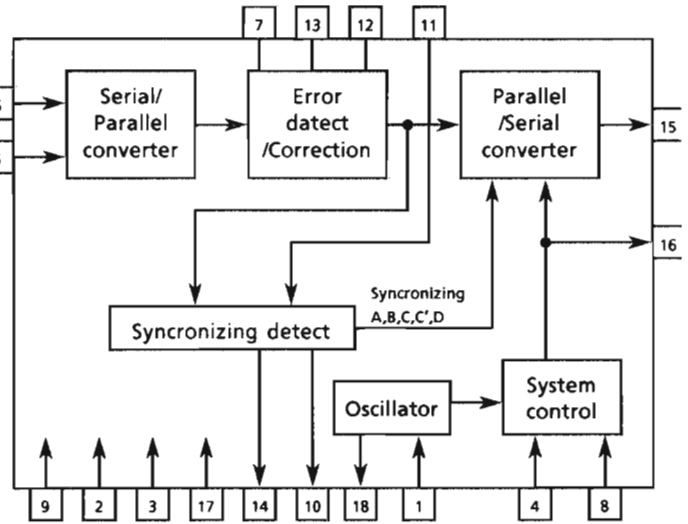 7
13
12
11
Serial/
Parallel
converter
Error
datect
/Correction
Parallel
/Serial
converter
15
16
Syncronizing
A,B,C,C',D
Syncronizing detect
Oscillator
System
control
9
2
3
17
14
10
18
1
4
8